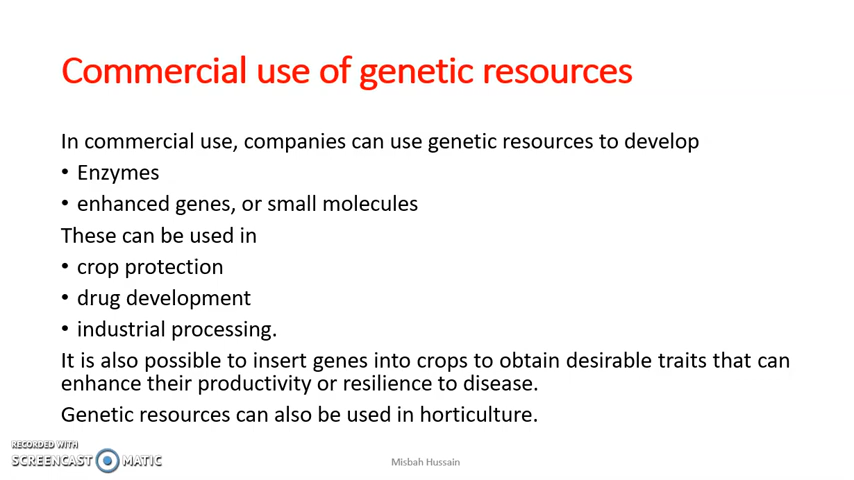 Commercial use of genetic resources
In commercial use, companies can use genetic resources to develop
• Enzymes
• enhanced genes, or small molecules
These can be used in
• crop protection
• drug development
• industrial processing.
It is also possible to insert genes into crops to obtain desirable traits that can
enhance their productivity or resilience to disease.
Genetic resources can also be used in horticulture.
RECORDED WITH
SCREENCAST MATIC
Misbah Hussain